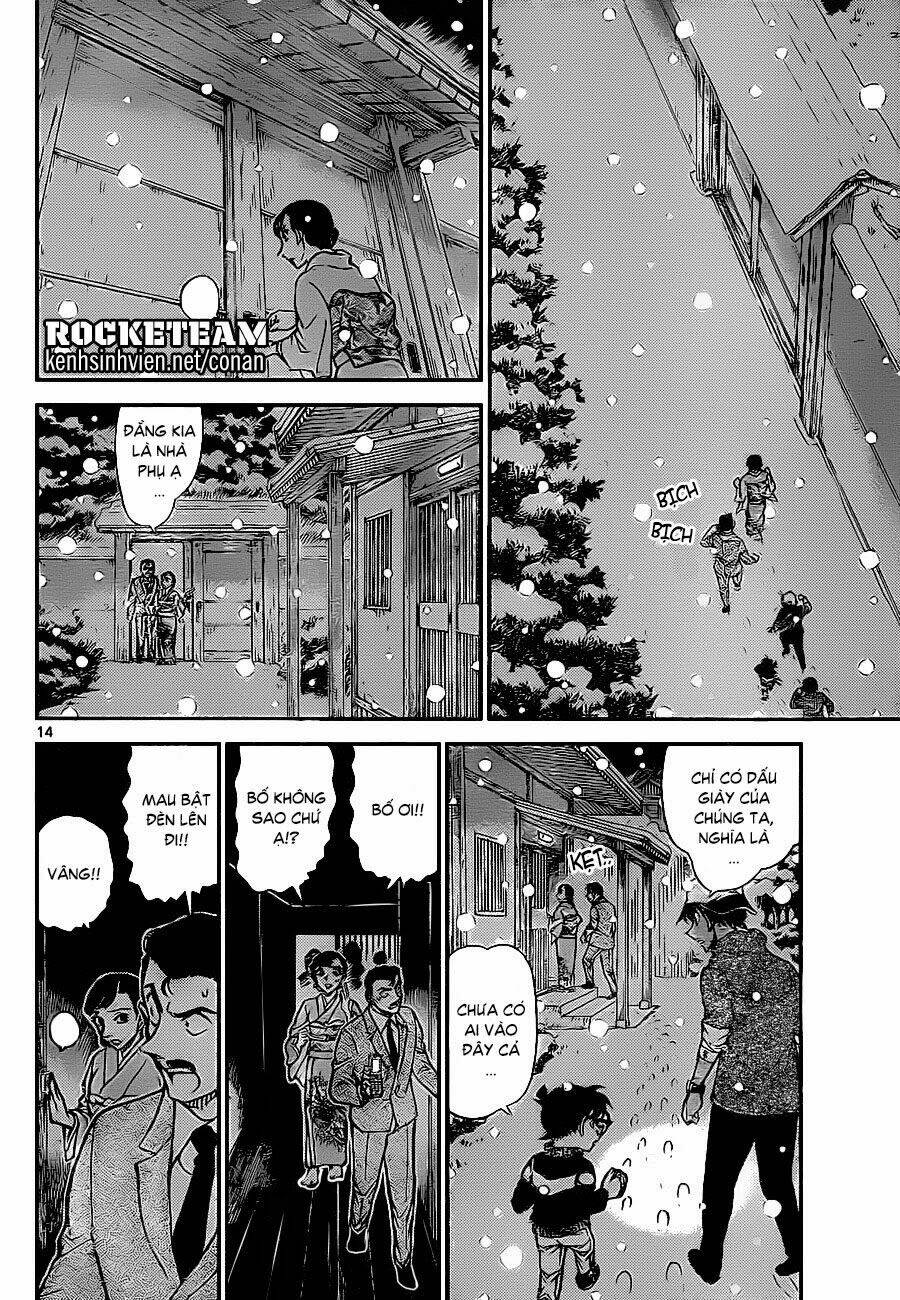 BỊCH
BỊCH
ROCKETEAM
kenhsinhvien.net/conan
ĐẰNG KIA
LÀ NHÀ
PHỤ Ạ
...
14
CHỈ CÓ DẤU
GIÀY CỦA
CHÚNG TA,
NGHĨA LÀ
...
KẸT..
CHƯA CÓ
AI VÀO
ĐÂY CẢ
...
BỐ ƠI!!
BỐ KHÔNG
SAO CHỨ
Ạ!?
MAU BẬT
ĐÈN LÊN
ĐI!!
VÂNG!!